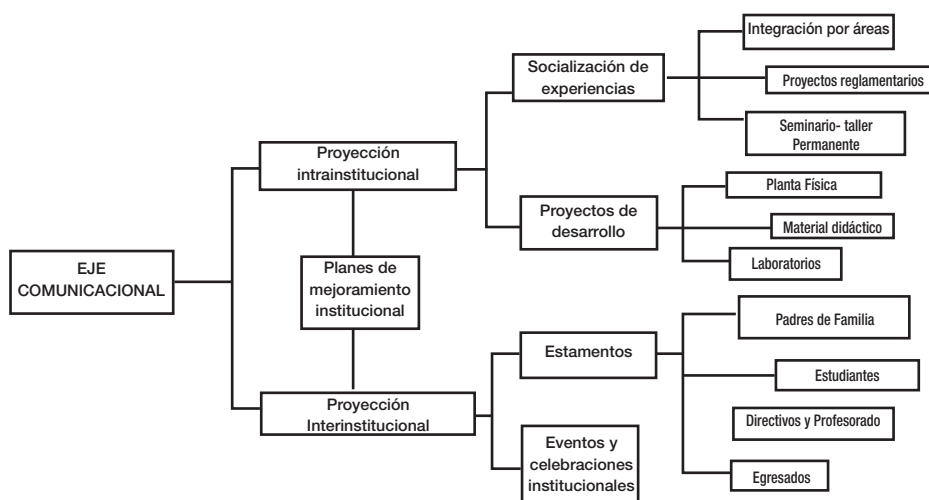 EJE
COMUNICACIONAL
Proyección
intrainstitucional
Planes de
mejoramiento
institucional
Proyección
Interinstitucional
Socialización de
experiencias
Proyectos de
desarrollo
Estamentos
Eventos y
celebraciones
institucionales
Integración por áreas
Proyectos reglamentarios
Seminario- taller
Permanente
Planta Física
Material didáctico
Laboratorios
Padres de Familia
Estudiantes
Directivos y Profesorado
Egresados